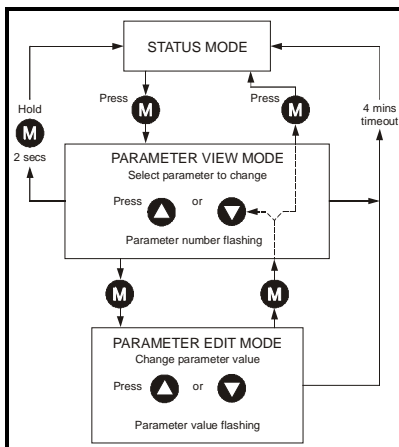 STATUS MODE
Press
Press
M
M
Hold
M
2 secs
4 mins
timeout
PARAMETER VIEW MODE
Select parameter to change
Press or
Parameter number flashing
M
M
PARAMETER EDIT MODE
Change parameter value
Press or
Parameter value flashing